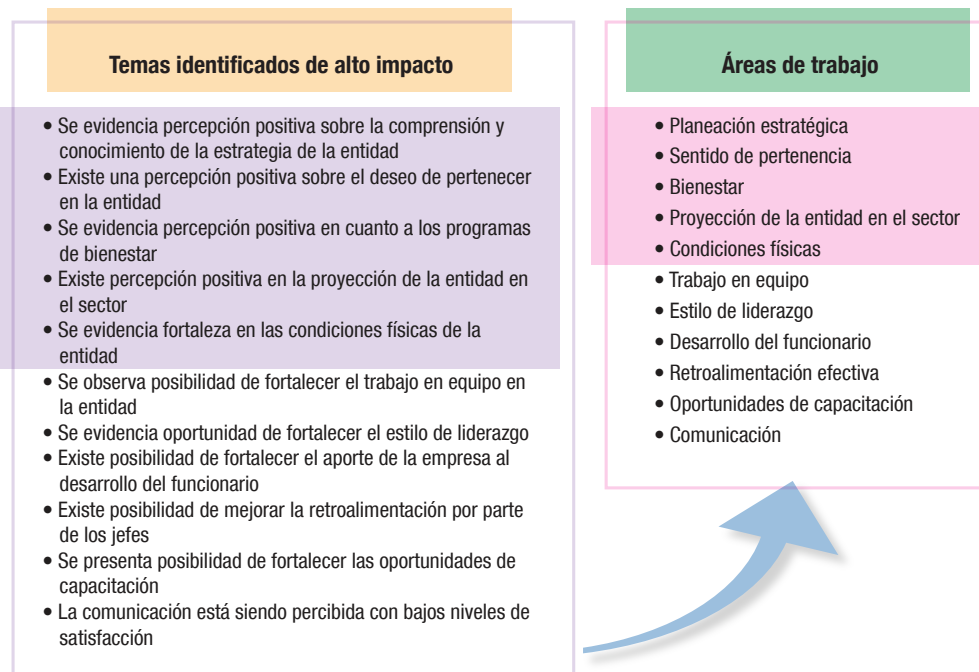 Temas identificados de alto impacto
• Se evidencia percepción positiva sobre la comprensión y
conocimiento de la estrategia de la entidad
• Existe una percepción positiva sobre el deseo de pertenecer
en la entidad
• Se evidencia percepción positiva en cuanto a los programas
de bienestar
• Existe percepción positiva en la proyección de la entidad en
el sector
• Se evidencia fortaleza en las condiciones físicas de la
entidad
• Se observa posibilidad de fortalecer el trabajo en equipo en
la entidad
• Se evidencia oportunidad de fortalecer el estilo de liderazgo
• Existe posibilidad de fortalecer el aporte de la empresa al
desarrollo del funcionario
• Existe posibilidad de mejorar la retroalimentación por parte
de los jefes
• Se presenta posibilidad de fortalecer las oportunidades de
capacitación
• La comunicación está siendo percibida con bajos niveles de
satisfacción
Áreas de trabajo
• Planeación estratégica
• Sentido de pertenencia
• Bienestar
• Proyección de la entidad en el sector
• Condiciones físicas
• Trabajo en equipo
• Estilo de liderazgo
• Desarrollo del funcionario
• Retroalimentación efectiva
• Oportunidades de capacitación
• Comunicación